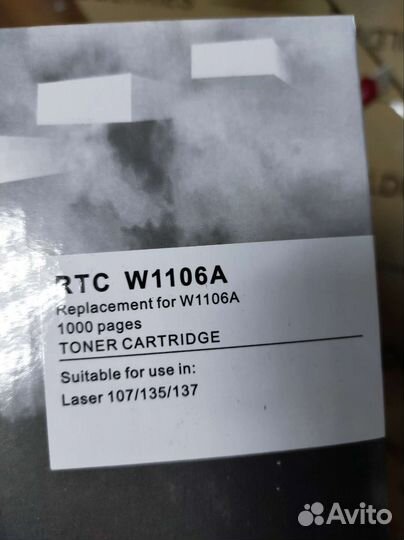 RTC W1106A
Replacement for W1106A
1000 pages
TONER CARTRIDGE
Suitable for use in:
Laser 107/135/137
Avito